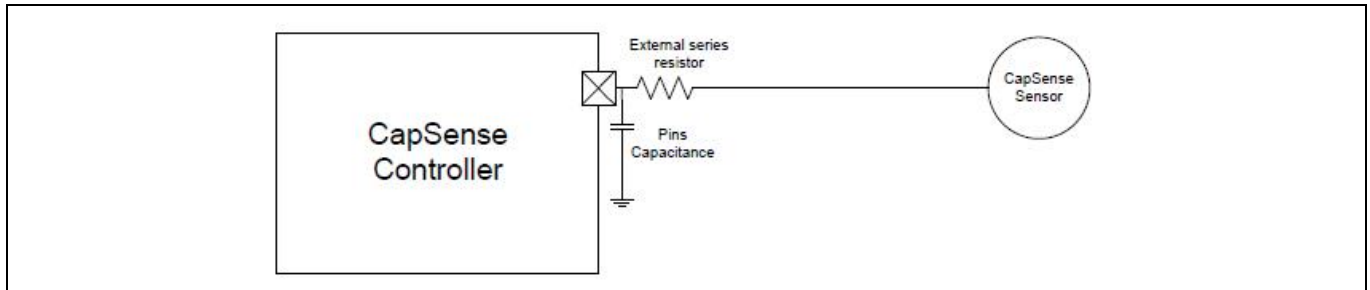 External series
resistor
CapSense
Sensor
CapSense
Controller
Pins
Capacitance